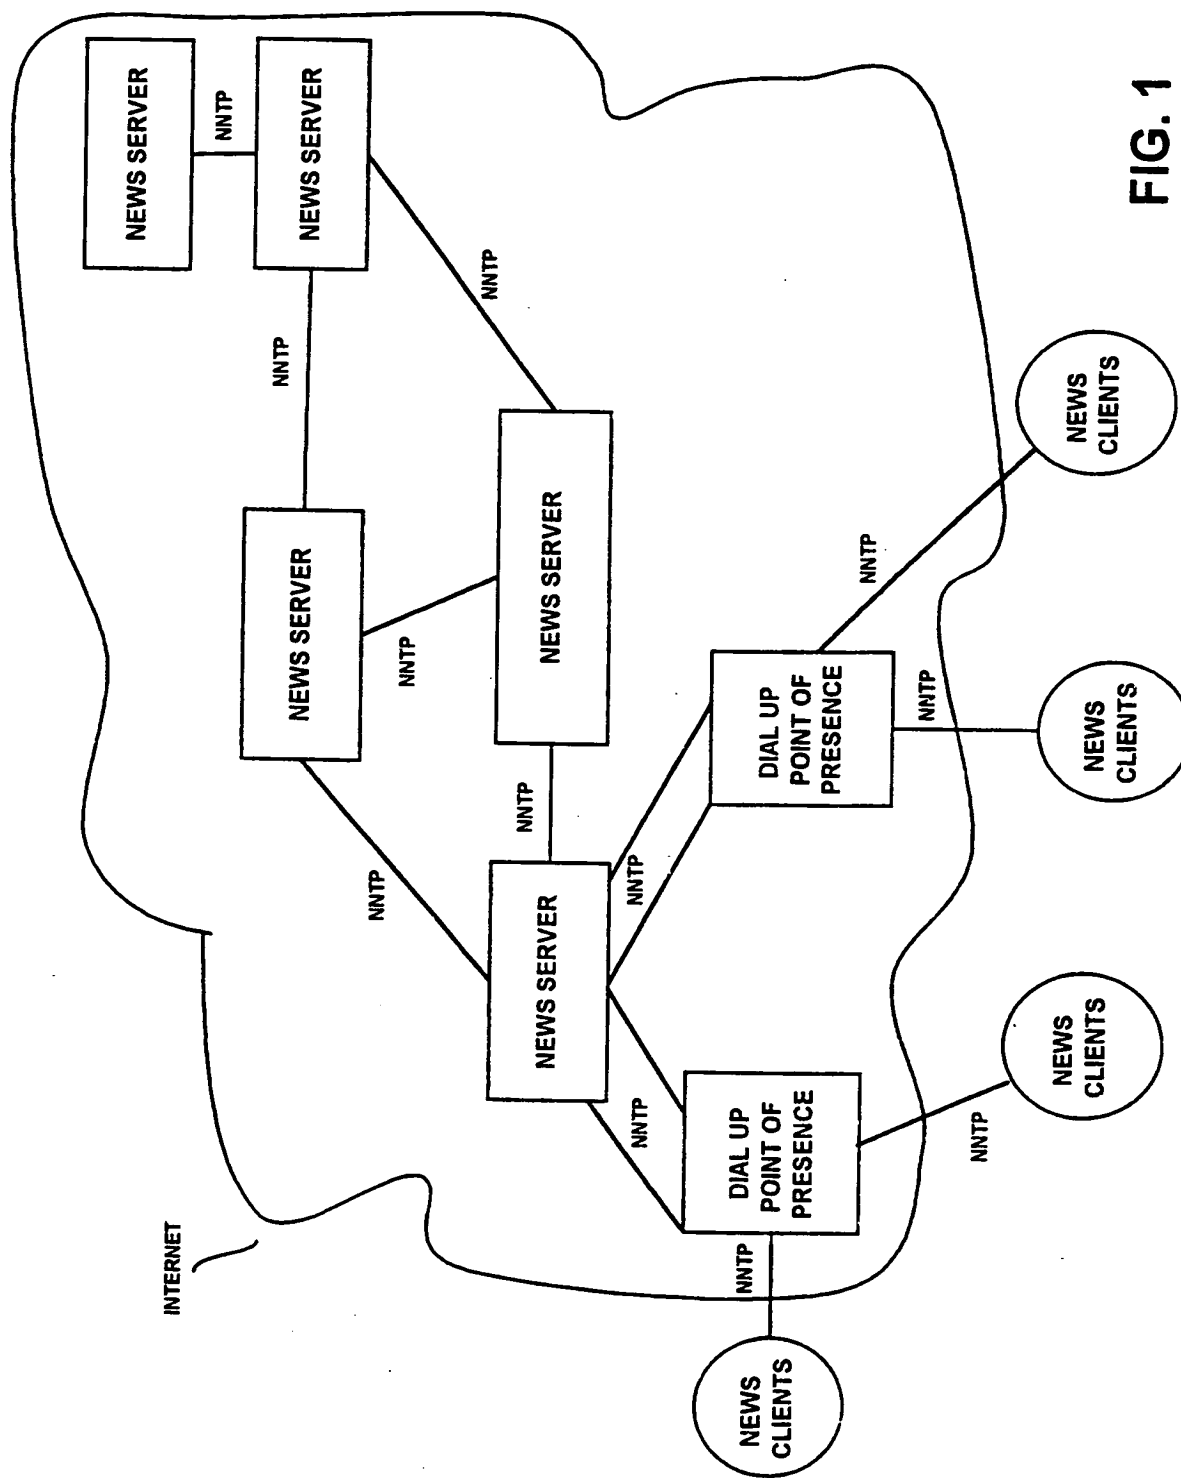 NEWS SERVER
INTERNET
NNTP
NNTP
NEWS SERVER
NEWS SERVER
NNTP
NNTP
NNTP
NNTP
NEWS SERVER
NEWS SERVER
NNTP
NNTP
NNTP
NEWS
CLIENTS
DIAL UP
POINT OF
PRESENCE
DIAL UP
POINT OF
PRESENCE
NNTP
NNTP
NNTP
NEWS
CLIENTS
NEWS
CLIENTS
NEWS
CLIENTS
FIG. 1